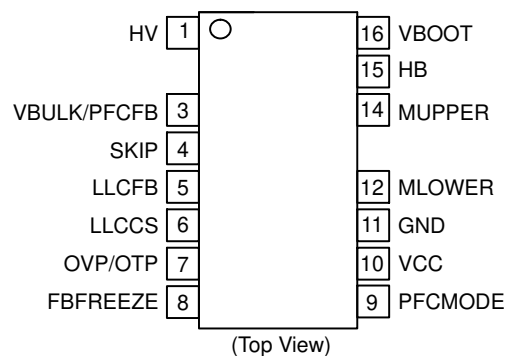 HV 1 16 VBOOT
15 HB
VBULK/PFCFB 3 14 MUPPER
SKIP 4
LLCFB 5 12 MLOWER
LLCCS 6 11 GND
OVP/OTP 7 10 VCC
FBFREEZE 8 9 PFCMODE
(Top View)